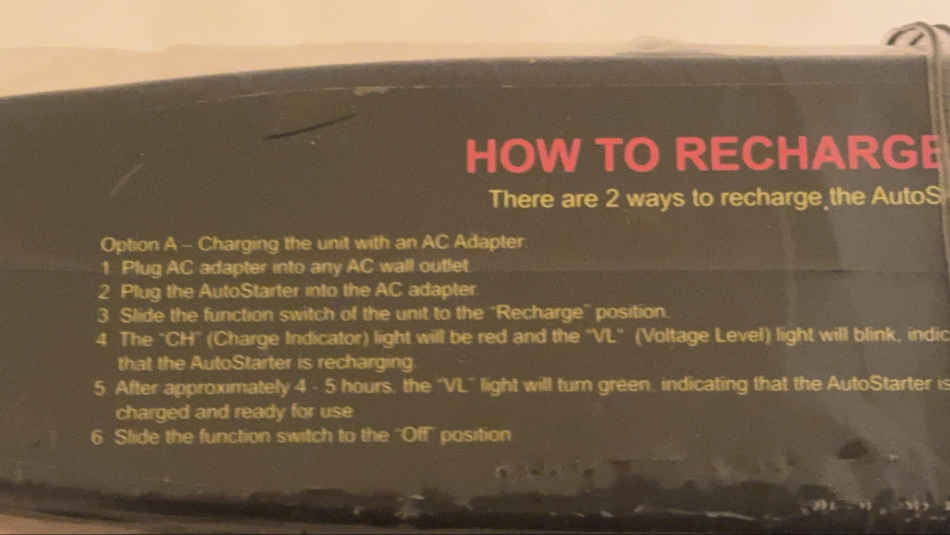 HOW TO RECHARGE
There are 2 ways to recharge the AutoS
Option A - Charging the unit with an AC Adapter
1 Plug AC adapter into any AC wall outlet
2 Plug the AutoStarter into the AC adapter
3 Slide the function switch of the unit to the "Recharge" position.
4 The "CH" (Charge Indicator) light will be red and the "VL" (Voltage Level) light will blink, indic
that the AutoStarter is recharging.
5 After approximately 4 - 5 hours, the "VL" light will turn green, indicating that the AutoStarter is
charged and ready for use
6 Slide the function switch to the "Off" position